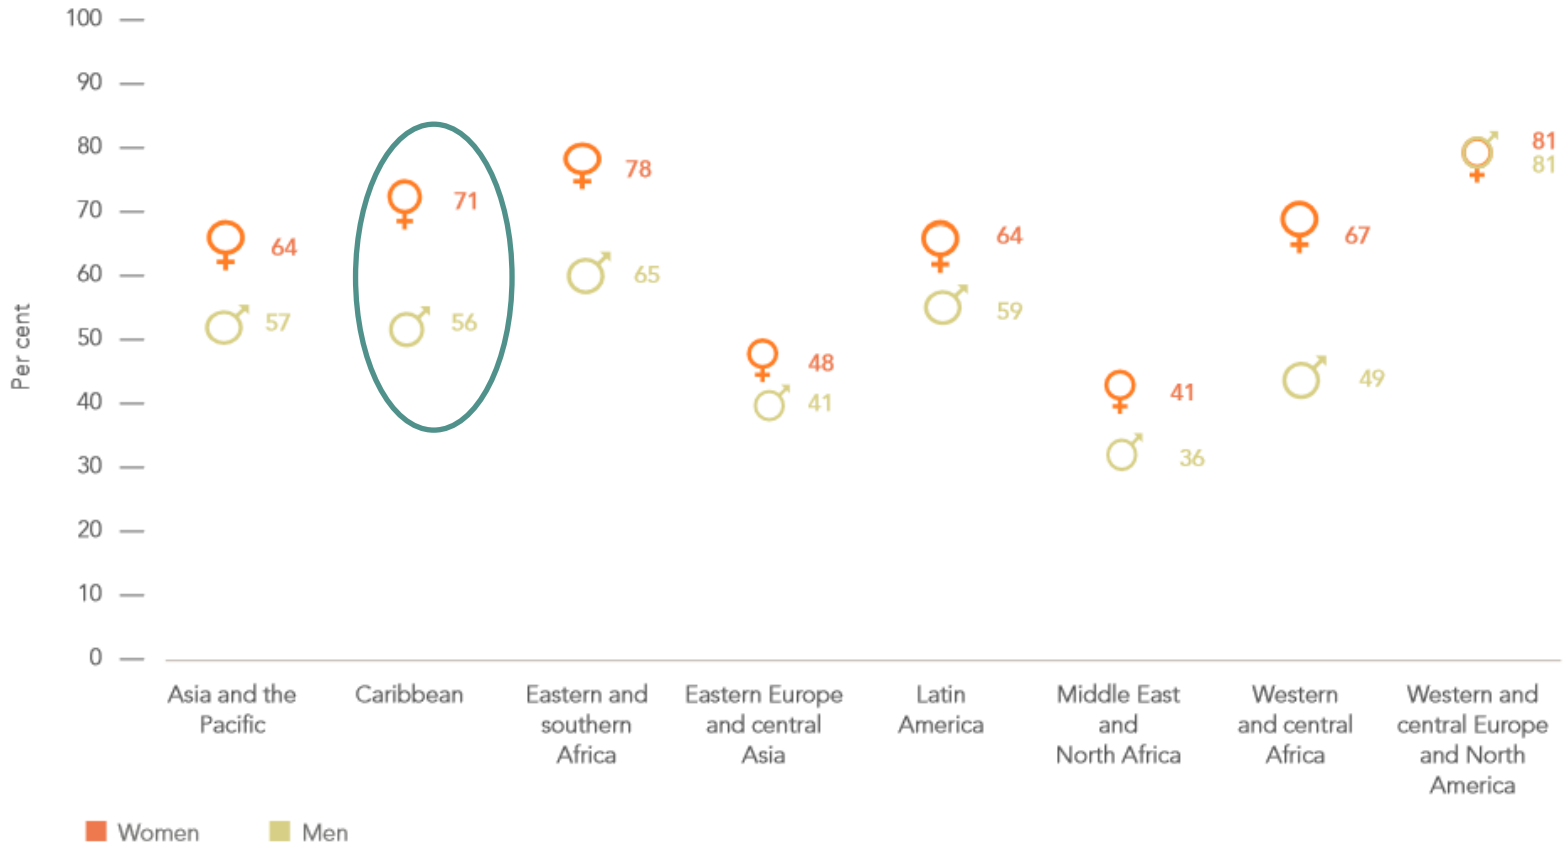 100
90
80
70
60
50
40
30
20
10
0
Per cent
64
57
71
56
78
65
48
41
64
59
41
36
67
49
81
81
Asia and the
Pacific
Caribbean
Eastern and
southern
Africa
Eastern Europe
and central
Asia
Latin
America
Middle East
and
North Africa
Western
and central
Africa
Western and
central Europe
and North
America
Women
Men